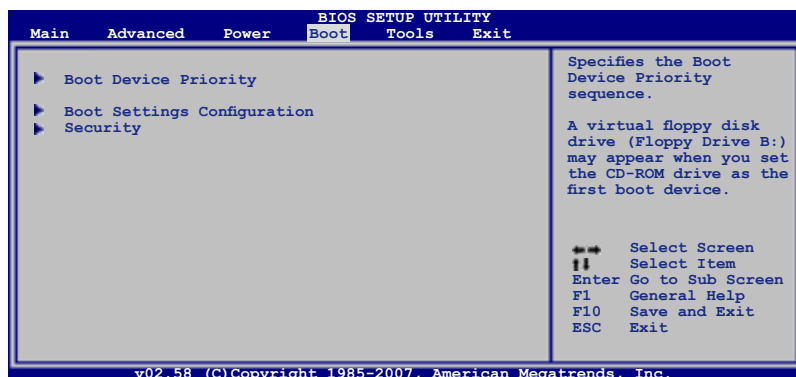 BIOS SETUP UTILITY
Main Advanced Power Boot Tools Exit
Boot Device Priority
Boot Settings Configuration
Security
Specifies the Boot
Device Priority
sequence.
A virtual floppy disk
drive (Floppy Drive B:)
may appear when you set
the CD-ROM drive as the
first boot device.
Select Screen
Select Item
Enter Go to Sub Screen
F1 General Help
F10 Save and Exit
ESC Exit
v02.58 (C)Copyright 1985-2007, American Megatrends, Inc.